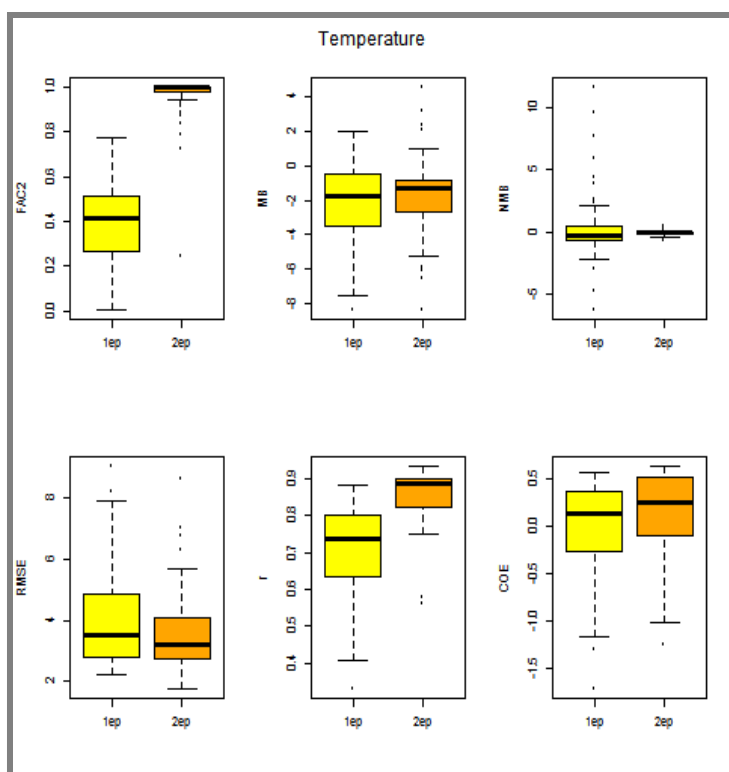 Temperature
FAC2
0.0 0.2 0.4 0.6 0.8 1.0
1ep 2ep
MB
-8 -6 -4 -2 0 2 4
1ep 2ep
NMB
-5 0 5 10
1ep 2ep
RMSE
2 4 6 8
1ep 2ep
r
0.4 0.5 0.6 0.7 0.8 0.9
1ep 2ep
COE
-1.5 -1.0 -0.5 0.0 0.5
1ep 2ep